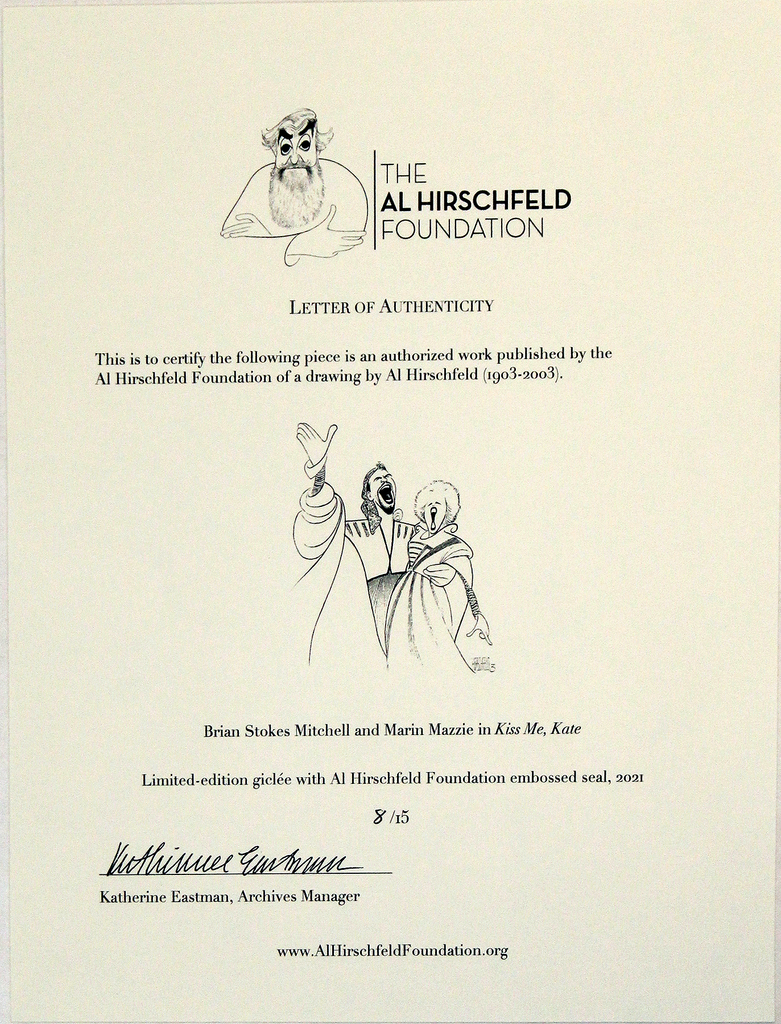 THE
AL HIRSCHFELD
FOUNDATION
LETTER OF AUTHENTICITY
This is to certify the following piece is an authorized work published by the
Al Hirschfeld Foundation of a drawing by Al Hirschfeld (1903-2003).
Brian Stokes Mitchell and Marin Mazzie in Kiss Me, Kate
Limited-edition giclée with Al Hirschfeld Foundation embossed seal, 2021
8/15
Katherine Eastman
Katherine Eastman, Archives Manager
www.AlHirschfeldFoundation.org